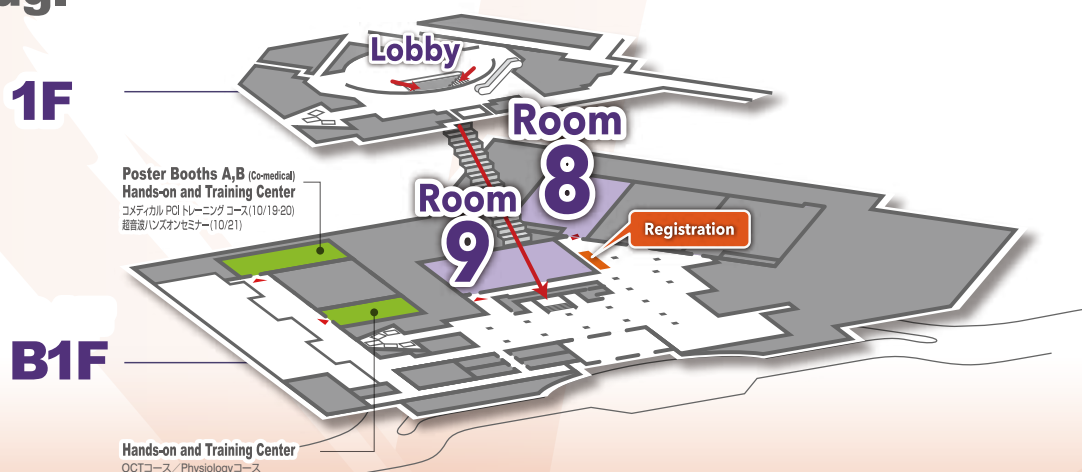 Lobby
1F
Room
8
Poster Booths A,B (Co-medical)
Hands-on and Training Center
コメディカル PCI トレーニング コース(10/19-20)
超音波ハンズオンセミナー(10/21)
Room
9
Registration
B1F
Hands-on and Training Center
OCTコース／Physiologyコース